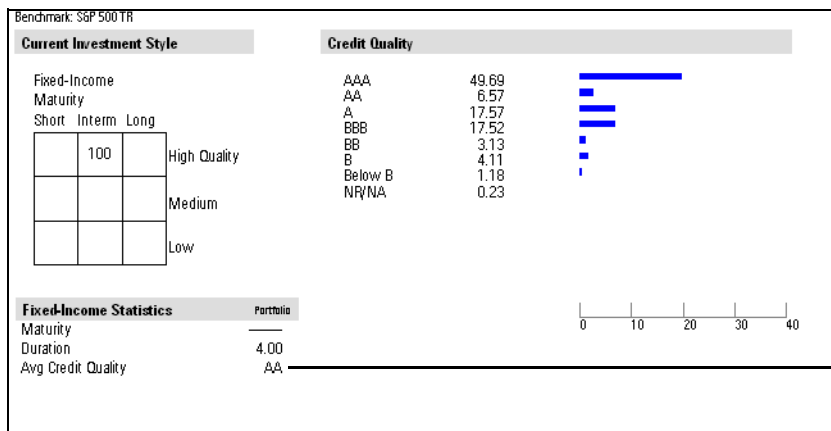 Benchmark: S&P 500 TR
Current Investment Style
Fixed-Income
Maturity
Short Interm Long
100
High Quality
Medium
Low
Credit Quality
AAA 49.69
AA 6.57
A 17.57
BBB 17.52
BB 3.13
B 4.11
Below B 1.18
NR/NA 0.23
0 10 20 30 40
Fixed-Income Statistics Portfolio
Maturity ——
Duration 4.00
Avg Credit Quality AA